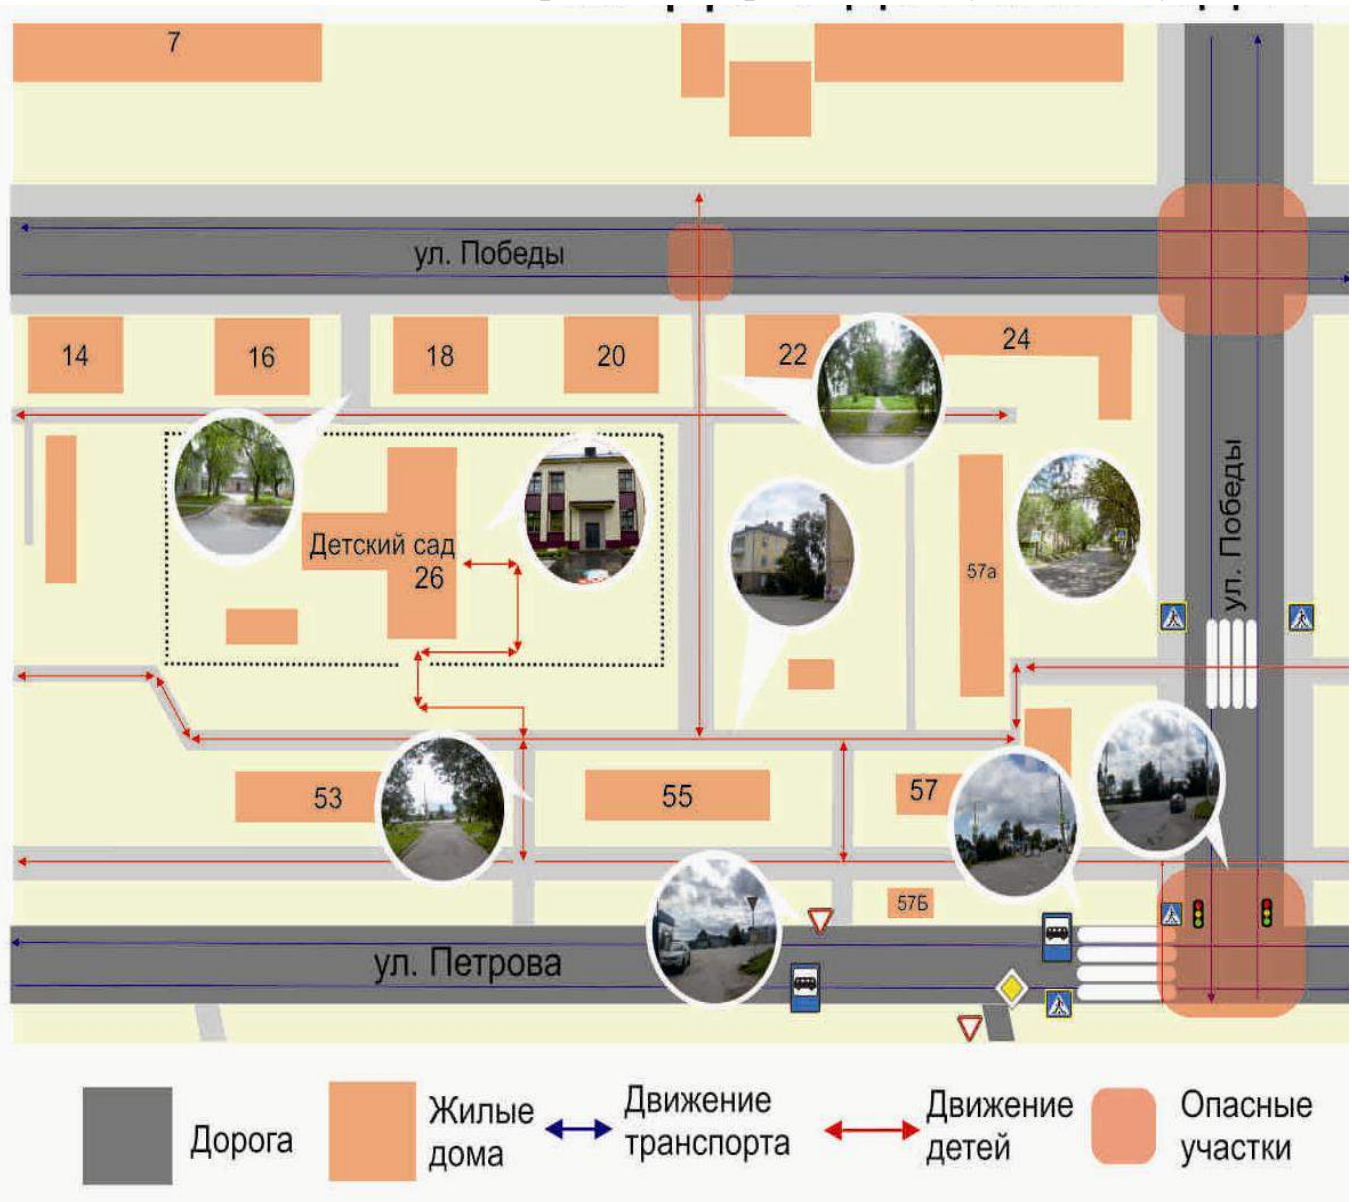 7
ул. Победы
14
16
18
20
22
24
Детский сад
26
57а
ул. Победы
53
55
57
57Б
ул. Петрова
Дорога
Жилые
дома
Движение
транспорта
Движение
детей
Опасные
участки